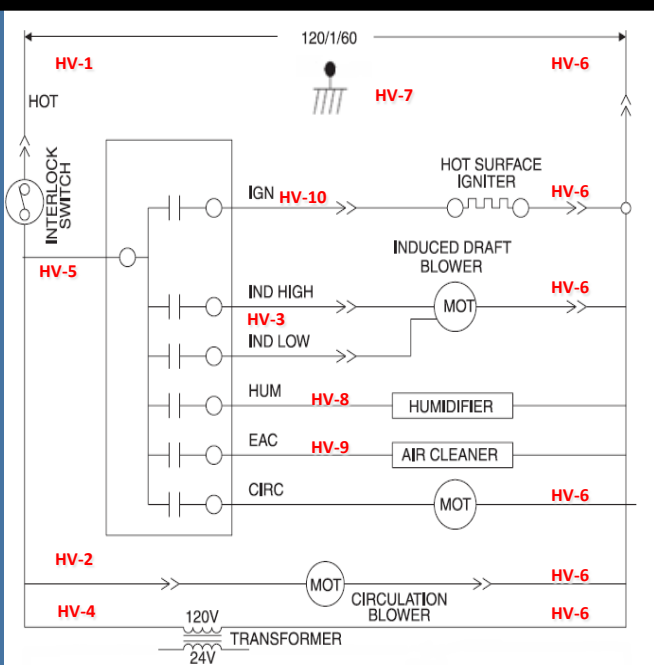 120/1/60
HV-1
HV-6
HV-7
HOT
INTERLOCK
SWITCH
HOT SURFACE
IGNITER
IGN
HV-10
HV-6
HV-5
INDUCED DRAFT
BLOWER
IND HIGH
HV-3
MOT
HV-6
IND LOW
HUM
HV-8
HUMIDIFIER
EAC
HV-9
AIR CLEANER
CIRC
MOT
HV-6
HV-2
MOT
HV-6
CIRCULATION
BLOWER
HV-4
120V
TRANSFORMER
24V
HV-6